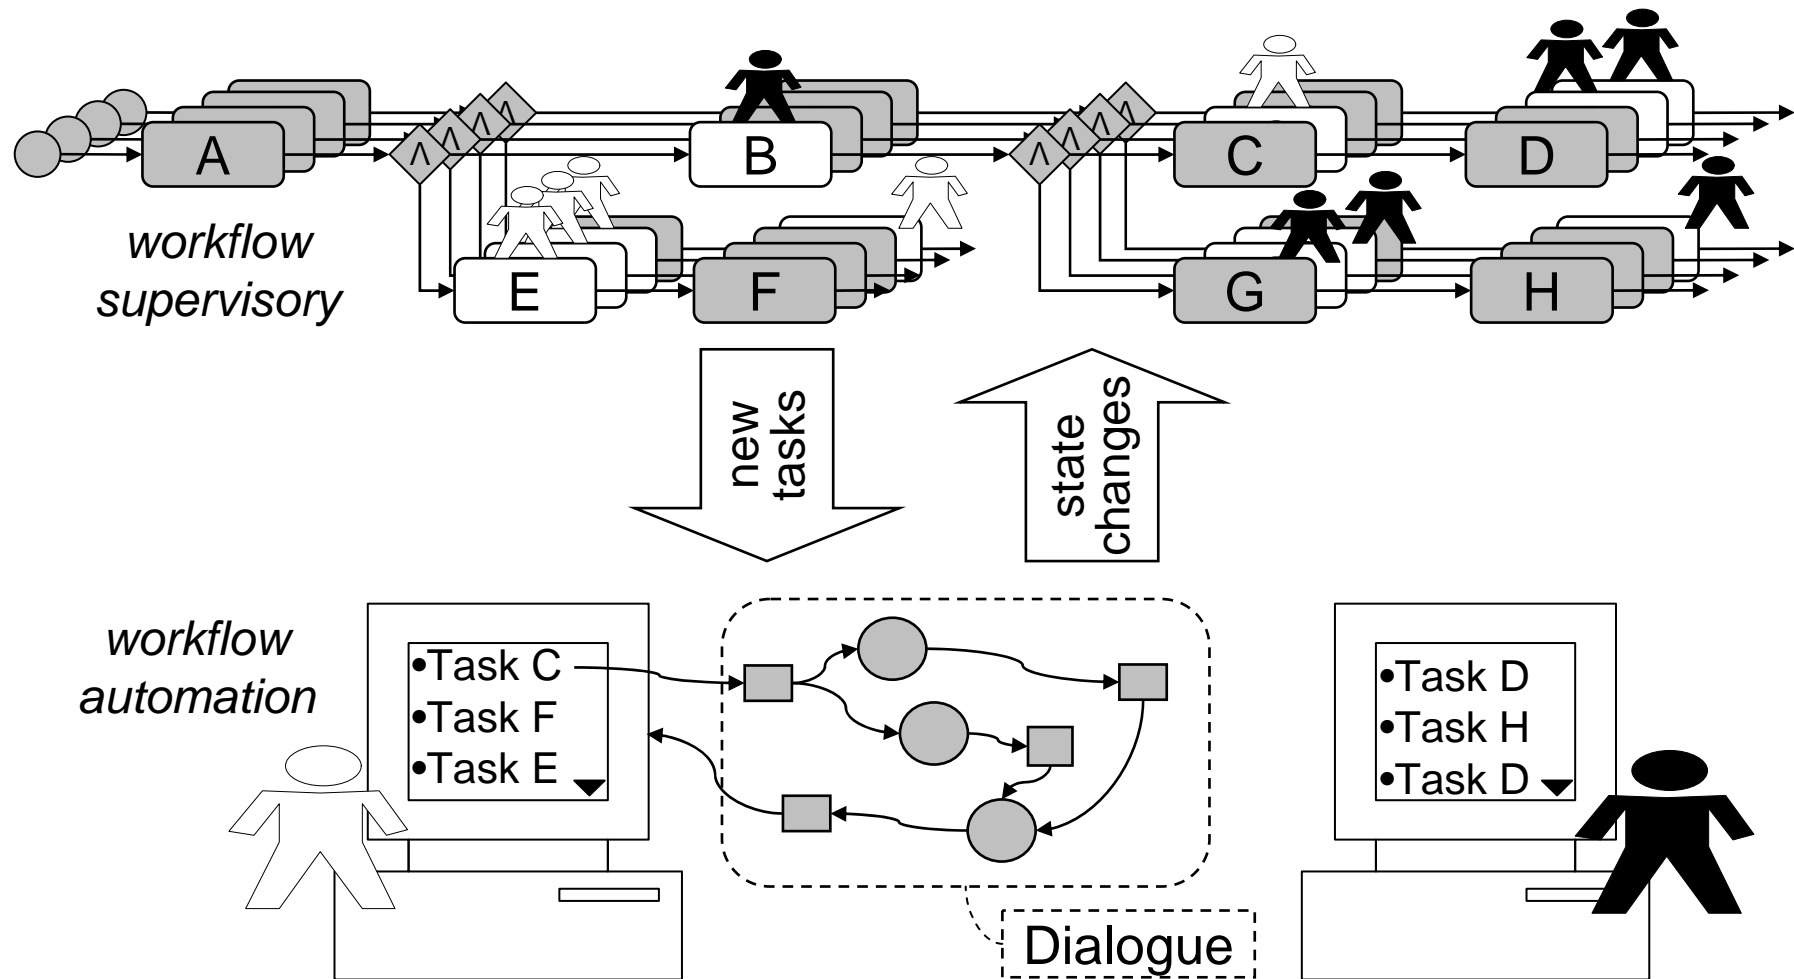 A
∧ ∧ ∧ ∧
B
∧ ∧ ∧ ∧
C
D
workflow
supervisory
E
F
G
H
new
tasks
state
changes
workflow
automation
•Task C
•Task F
•Task E
•Task D
•Task H
•Task D
Dialogue